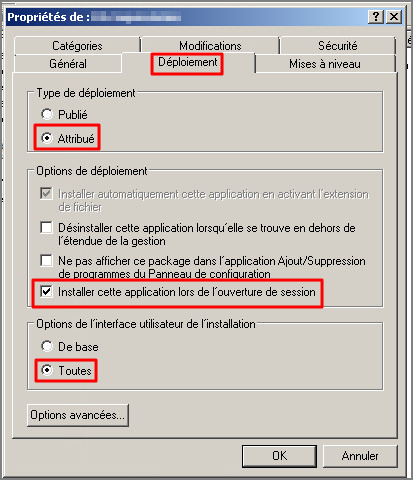 Propriétés de :
Catégories
Modifications
Sécurité
Général
Déploiement
Mises à niveau
Type de déploiement
Publié
Attribué
Options de déploiement
Installer automatiquement cette application en activant l'extension
de fichier
Désinstaller cette application lorsqu'elle se trouve en dehors de
l'étendue de la gestion
Ne pas afficher ce package dans l'application Ajout/Suppression
de programmes du Panneau de configuration
Installer cette application lors de l'ouverture de session
Options de l'interface utilisateur de l'installation
De base
Toutes
Options avancées...
OK
Annuler